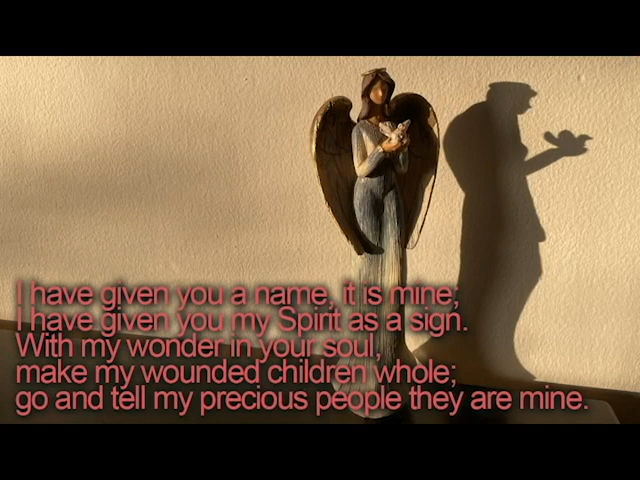 I have given you a name, it is mine;
I have given you my Spirit as a sign.
With my wonder in your soul,
make my wounded children whole;
go and tell my precious people they are mine.